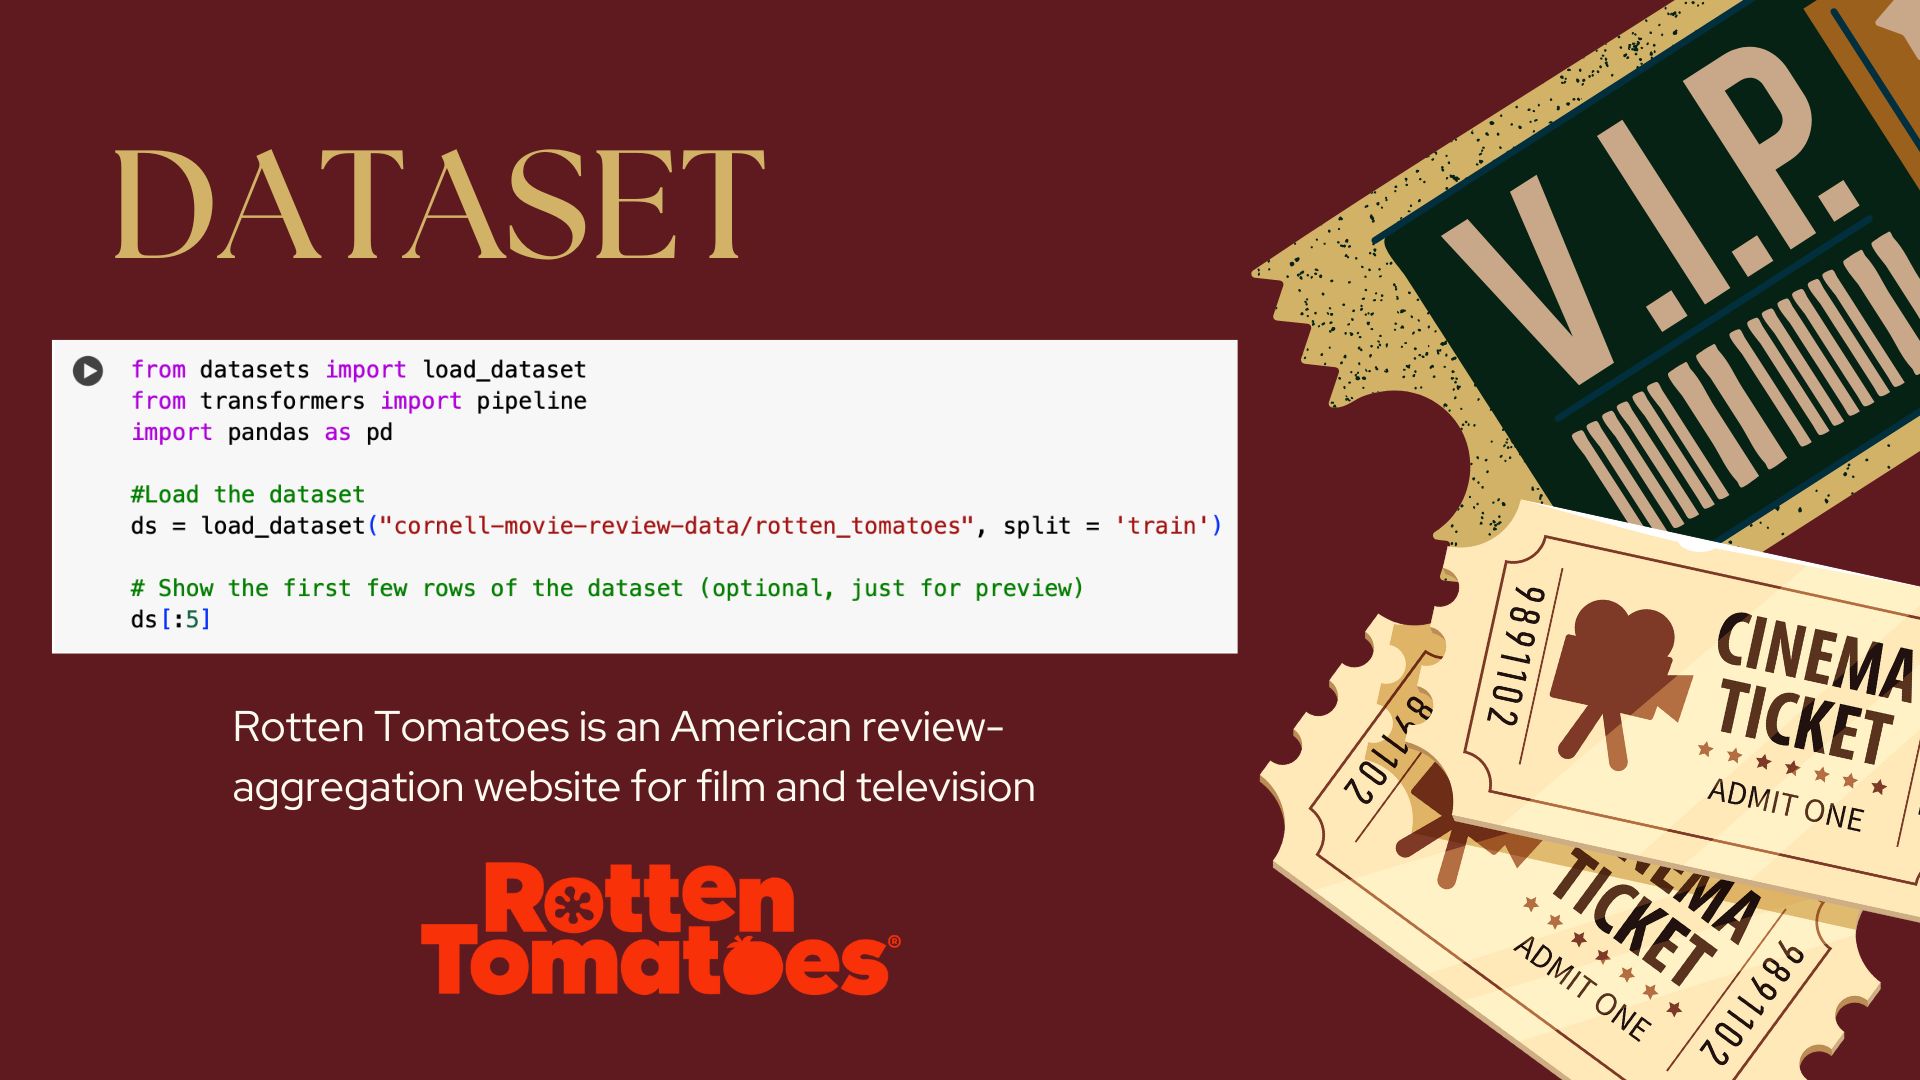 DATASET
from datasets import load_dataset
from transformers import pipeline
import pandas as pd
#Load the dataset
ds = load_dataset("cornell-movie-review-data/rotten_tomatoes", split = 'train')
# Show the first few rows of the dataset (optional, just for preview)
ds[:5]
Rotten Tomatoes is an American review-
aggregation website for film and television
Rotten
Tomatoes®
V.I.P.
9891102
CINEMA
TICKET
ADMIT ONE
TICKET
ADMIT ONE
9891102